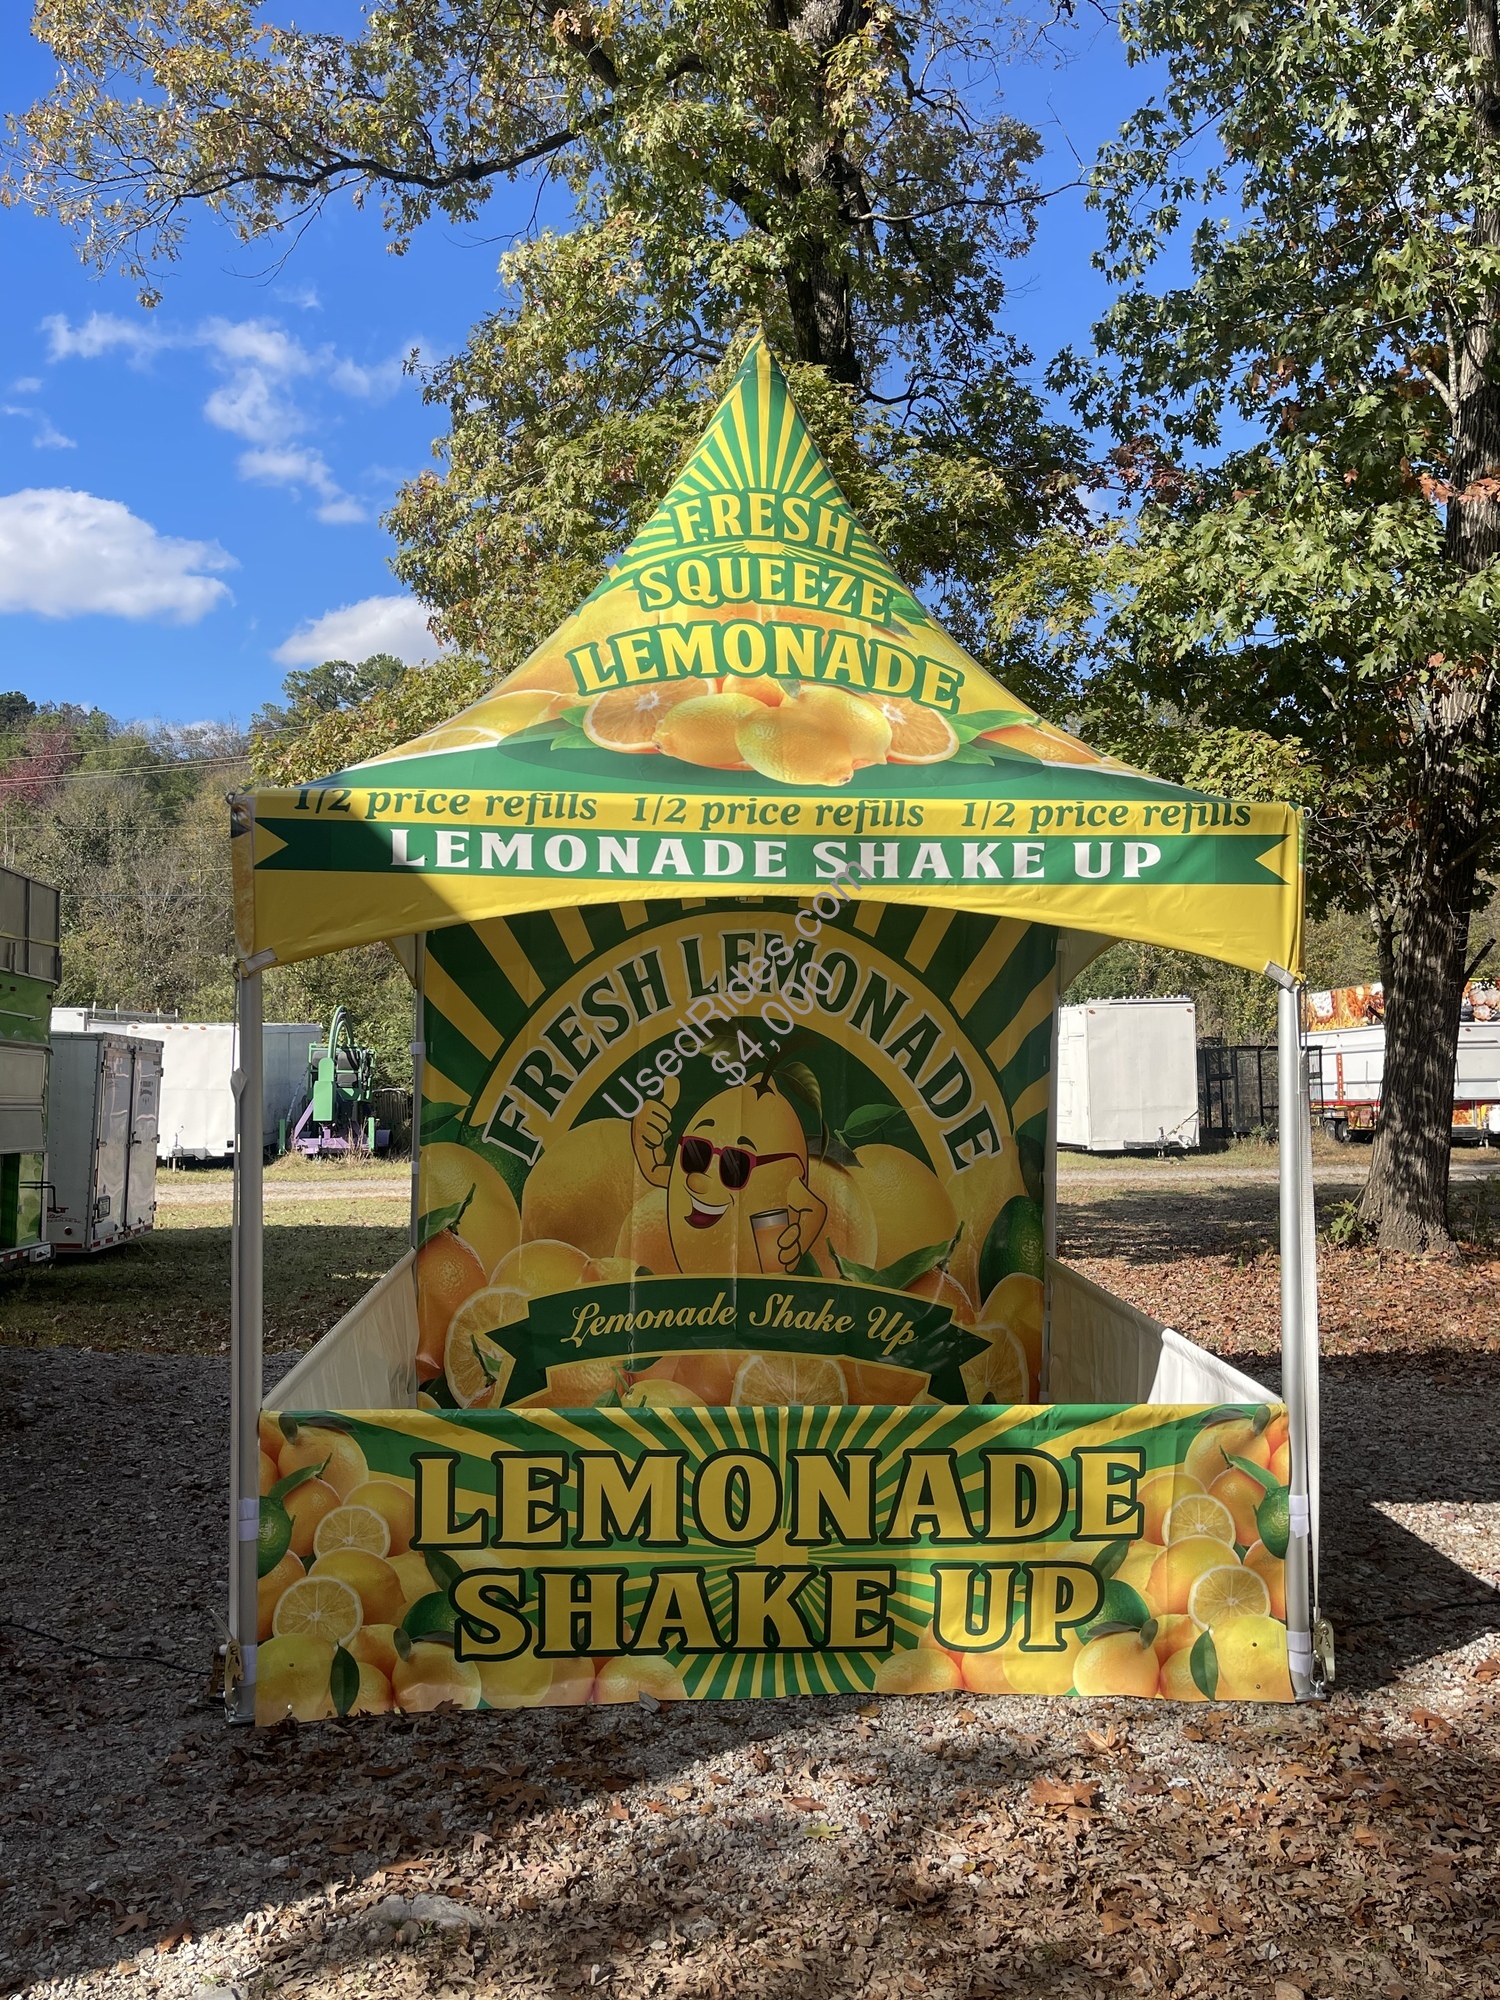 FRESH
SQUEEZE
LEMONADE
1/2 price refills 1/2 price refills 1/2 price refills
LEMONADE SHAKE UP
FRESH LEMONADE
UsedRides.com
$4,000
Lemonade Shake Up
LEMONADE
SHAKE UP